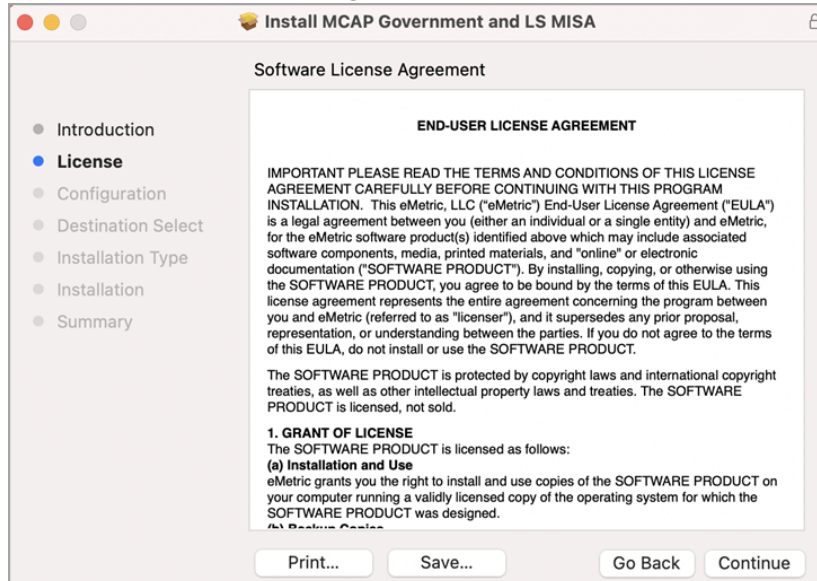 Install MCAP Government and LS MISA
Software License Agreement
Introduction
License
Configuration
Destination Select
Installation Type
Installation
Summary
END-USER LICENSE AGREEMENT
IMPORTANT PLEASE READ THE TERMS AND CONDITIONS OF THIS LICENSE
AGREEMENT CAREFULLY BEFORE CONTINUING WITH THIS PROGRAM
INSTALLATION.  This eMetric, LLC (“eMetric”) End-User License Agreement ("EULA")
is a legal agreement between you (either an individual or a single entity) and eMetric,
for the eMetric software product(s) identified above which may include associated
software components, media, printed materials, and "online" or electronic
documentation ("SOFTWARE PRODUCT"). By installing, copying, or otherwise using
the SOFTWARE PRODUCT, you agree to be bound by the terms of this EULA. This
license agreement represents the entire agreement concerning the program between
you and eMetric (referred to as "licenser"), and it supersedes any prior proposal,
representation, or understanding between the parties. If you do not agree to the terms
of this EULA, do not install or use the SOFTWARE PRODUCT.
The SOFTWARE PRODUCT is protected by copyright laws and international copyright
treaties, as well as other intellectual property laws and treaties. The SOFTWARE
PRODUCT is licensed, not sold.
1. GRANT OF LICENSE
The SOFTWARE PRODUCT is licensed as follows:
(a) Installation and Use
eMetric grants you the right to install and use copies of the SOFTWARE PRODUCT on
your computer running a validly licensed copy of the operating system for which the
SOFTWARE PRODUCT was designed.
(b) Backup Copies
Print...
Save...
Go Back
Continue